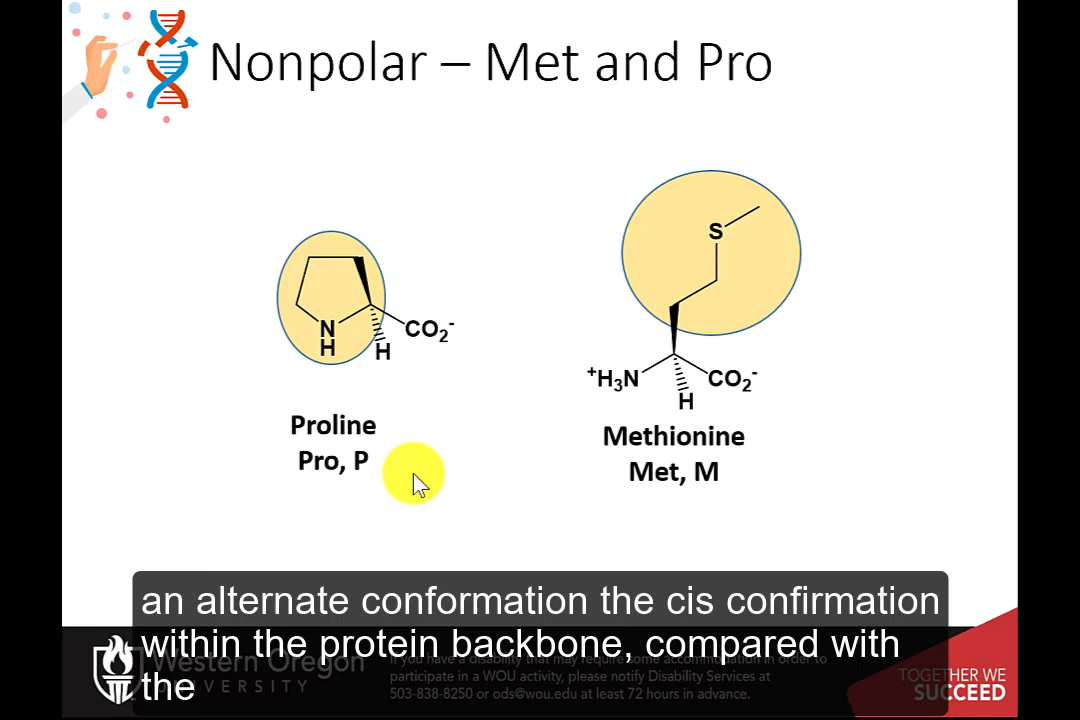 Nonpolar – Met and Pro
S
N
H
H
CO2-
+H3N
CO2-
H
Proline
Pro, P
Methionine
Met, M
an alternate conformation the cis confirmation
within the protein backbone, compared with
the
Western Oregon
UNIVERSITY
If you have a disability that may require some accommodation in order to
participate in a WOU activity, please notify Disability Services at
503-838-8250 or ods@wou.edu at least 72 hours in advance.
TOGETHER WE
SUCCEED